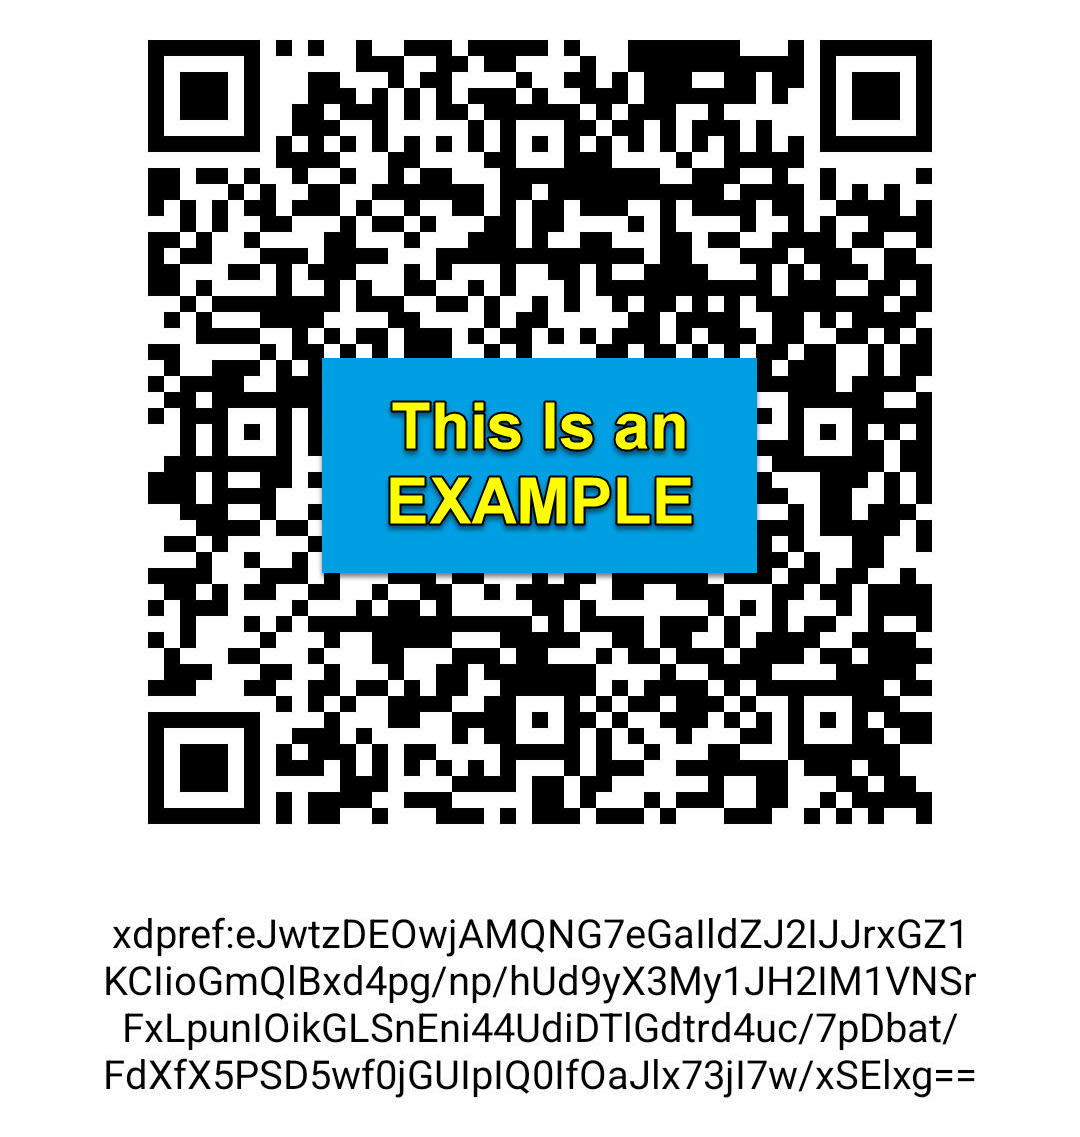 This Is an
EXAMPLE
xdpref:eJwtzDEOwjAMQNG7eGaIldZJ2IJJrxGZ1
KCIioGmQlBxd4pg/np/hUd9yX3My1JH2IM1VNSr
FxLpunIOikGLSnEni44UdiDTlGdtrd4uc/7pDbat/
FdXfX5PSD5wf0jGUIpIQ0IfOaJlx73jI7w/xSElxg==